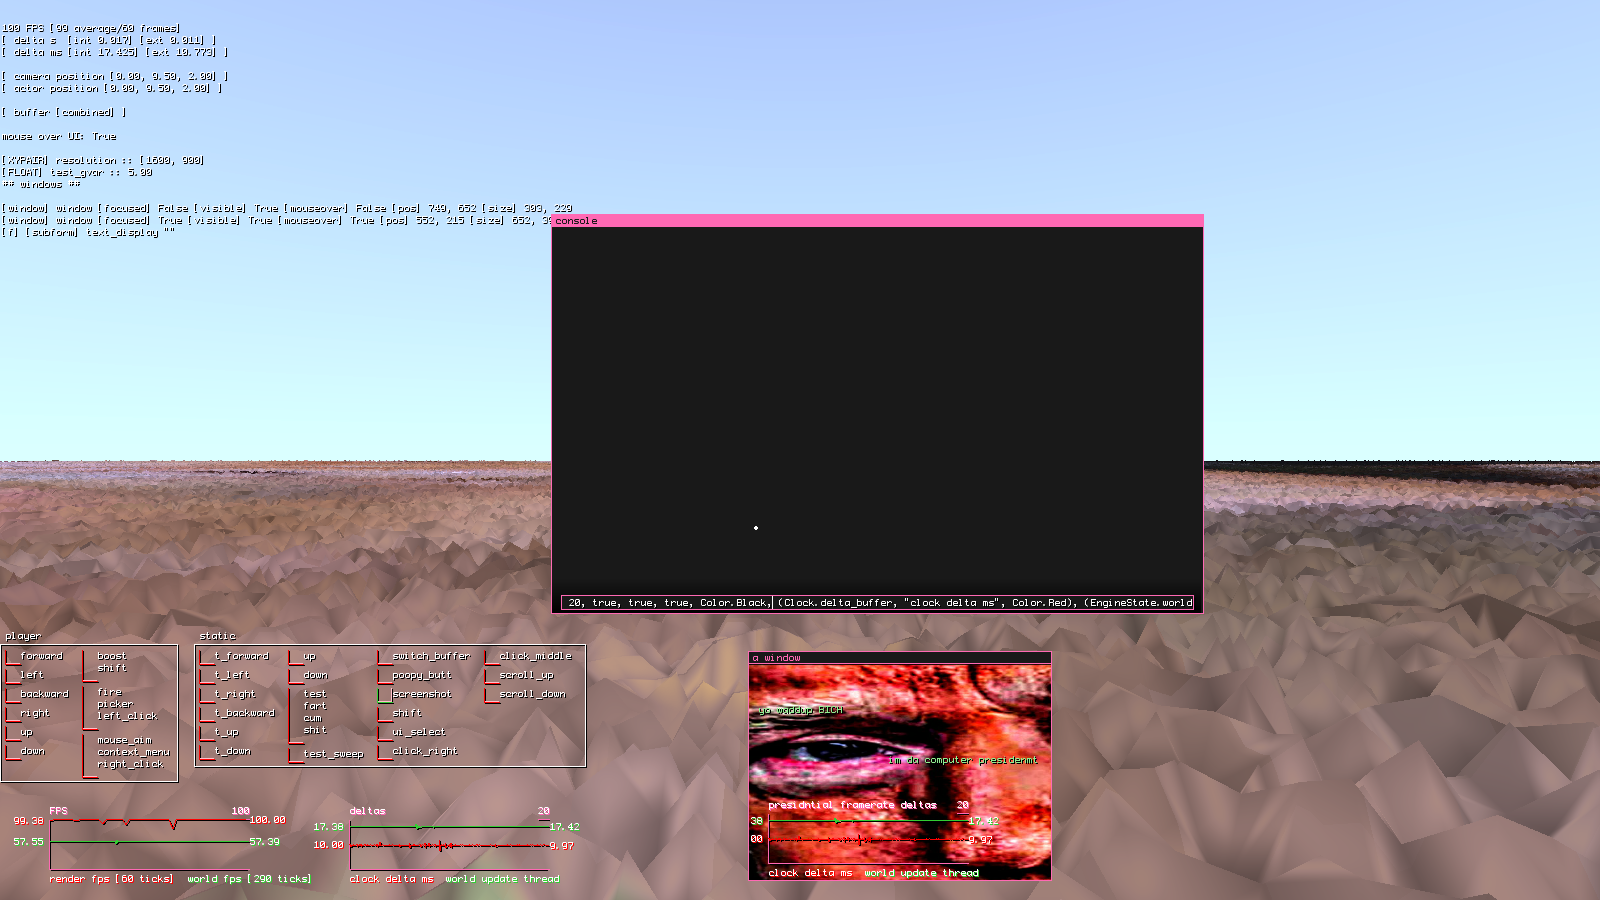 100 FPS [99 average/60 frames]
[ delta s  [int 0.017] [ext 0.011] ]
[ delta ms [int 17.425] [ext 10.773] ]
[ camera position [0.00, 9.50, 2.00] ]
[ actor position [0.00, 9.50, 2.00] ]
[ buffer [combined] ]
mouse over UI: True
[XYPAIR] resolution :: [1600, 900]
[FLOAT] test_gvar :: 5.00
## windows ##
[window] window [focused] False [visible] True [mouseover] False [pos] 749, 652 [size] 303, 229
[window] window [focused] True [visible] True [mouseover] True [pos] 552, 215 [size] 652,
[f] [subform] text_display ""
console
20, true, true, true, Color.Black, (Clock.delta_buffer, "clock delta ms", Color.Red), (EngineState.world
player
forward
left
backward
right
up
down
boost
shift
fire
picker
left_click
mouse_aim
context_menu
right_click
static
t_forward
t_left
t_right
t_backward
t_up
t_down
up
down
test
fart
cum
shit
test_sweep
switch_buffer
poopy_butt
screenshot
shift
ui_select
click_right
click_middle
scroll_up
scroll_down
FPS 100
99.38 100.00
57.55 57.39
render fps [60 ticks] world fps [290 ticks]
deltas 20
17.38 17.42
10.00 9.97
clock delta ms world update thread
a window
yo waddup BICH
im da computer presidenmt
presidntial framerate deltas 20
38 17.42
00 9.97
clock delta ms world update thread